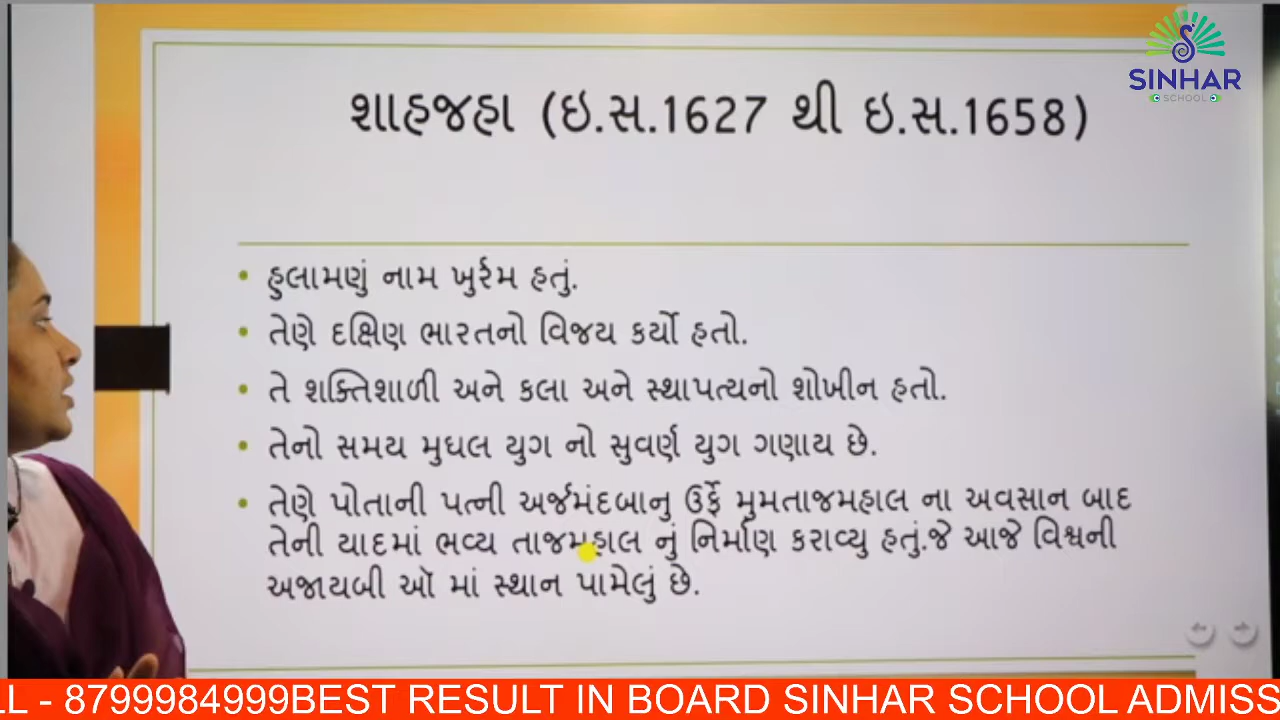 SINHAR
SCHOOL
શાહજહા (ઇ.સ.1627 થી ઇ.સ.1658)
• હુલામણું નામ ખુર્રમ હતું.
• તેણે દક્ષિણ ભારતનો વિજય કર્યો હતો.
• તે શક્તિશાળી અને કલા અને સ્થાપત્યનો શોખીન હતો.
• તેનો સમય મુઘલ યુગ નો સુવર્ણ યુગ ગણાય છે.
• તેણે પોતાની પત્ની અર્જમંદબાનુ ઉર્ફે મુમતાજમહાલ ના અવસાન બાદ
તેની યાદમાં ભવ્ય તાજમહાલ નું નિર્માણ કરાવ્યુ હતું.જે આજે વિશ્વની
અજાયબી ઑ માં સ્થાન પામેલું છે.
LL - 8799984999BEST RESULT IN BOARD SINHAR SCHOOL ADMISS